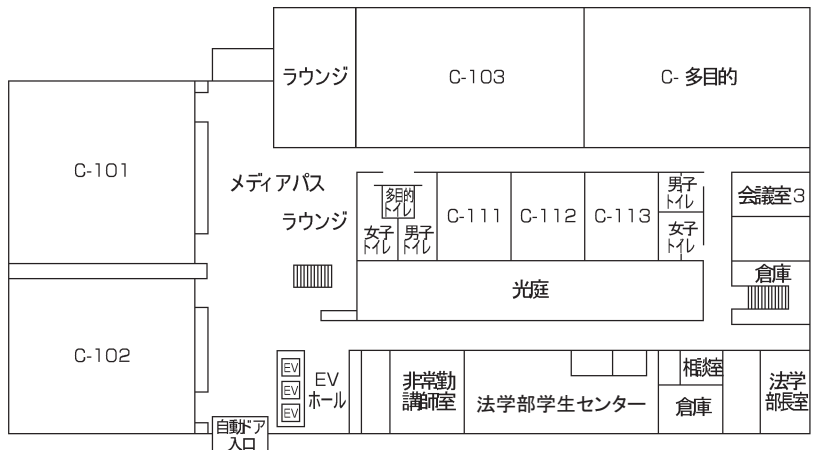 ラウンジ
C-103
C- 多目的
C-101
メディアパス
ラウンジ
多目的
トイレ
女子
トイレ
男子
トイレ
C-111
C-112
C-113
男子
トイレ
女子
トイレ
会議室3
光庭
倉庫
C-102
EV
EV
EV
EV
ホール
非常勤
講師室
法学部学生センター
相談室
倉庫
法学
部長室
自動ドア
入口